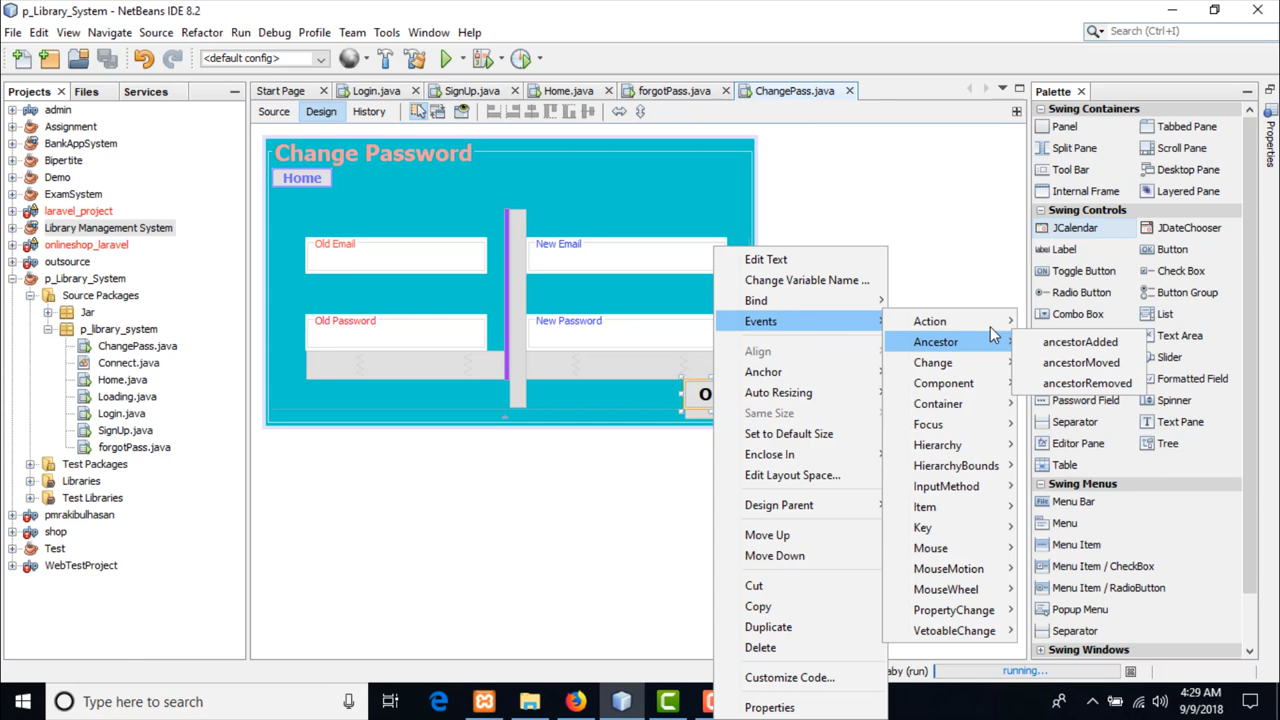 p_Library_System - NetBeans IDE 8.2
File Edit View Navigate Source Refactor Run Debug Profile Team Tools Window Help
Search (Ctrl+I)
<default config>
Projects Files Services
Start Page Login.java SignUp.java Home.java forgotPass.java ChangePass.java
Palette
Source Design History
admin
Assignment
BankAppSystem
Bipertite
Demo
ExamSystem
laravel_project
Library Management System
onlineshop_laravel
outsource
p_Library_System
Source Packages
Jar
p_library_system
ChangePass.java
Connect.java
Home.java
Loading.java
Login.java
SignUp.java
forgotPass.java
Test Packages
Libraries
Test Libraries
pmrakibulhasan
shop
Test
WebTestProject
Change Password
Home
Old Email
New Email
Old Password
New Password
O
Edit Text
Change Variable Name ...
Bind
Events
Align
Anchor
Auto Resizing
Same Size
Set to Default Size
Enclose In
Edit Layout Space...
Design Parent
Move Up
Move Down
Cut
Copy
Duplicate
Delete
Customize Code...
Properties
Action
Ancestor
Change
Component
Container
Focus
Hierarchy
HierarchyBounds
InputMethod
Item
Key
Mouse
MouseMotion
MouseWheel
PropertyChange
VetoableChange
ancestorAdded
ancestorMoved
ancestorRemoved
Swing Containers
Panel Tabbed Pane
Split Pane Scroll Pane
Tool Bar Desktop Pane
Internal Frame Layered Pane
Swing Controls
JCalendar JDateChooser
Label Button
Toggle Button Check Box
Radio Button Button Group
Combo Box List
Text Area
Slider
Formatted Field
Password Field Spinner
Separator Text Pane
Editor Pane Tree
Table
Swing Menus
Menu Bar
Menu
Menu Item
Menu Item / CheckBox
Menu Item / RadioButton
Popup Menu
Separator
Swing Windows
Properties
aby (run) running...
Type here to search
4:29 AM
9/9/2018